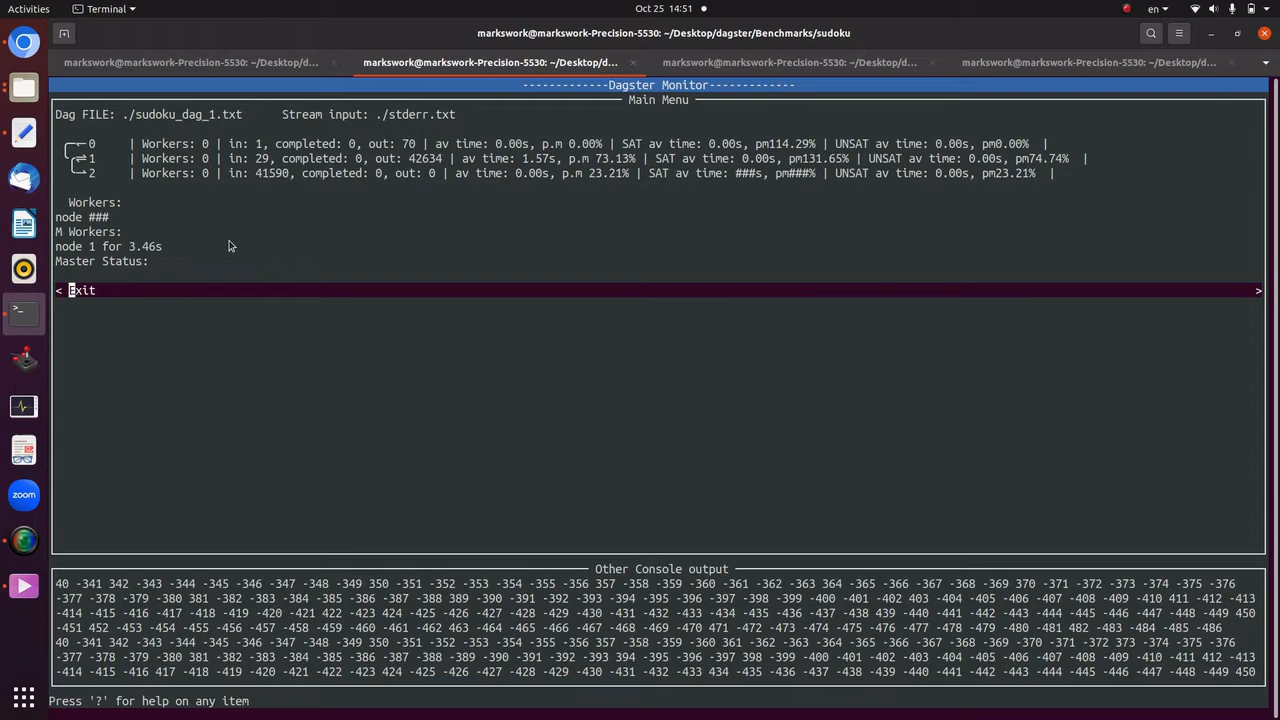 Activities
Terminal
Oct 25 14:51
en
markswork@markswork-Precision-5530: ~/Desktop/dagster/Benchmarks/sudoku
markswork@markswork-Precision-5530: ~/Desktop/d...
markswork@markswork-Precision-5530: ~/Desktop/d...
markswork@markswork-Precision-5530: ~/Desktop/d...
markswork@markswork-Precision-5530: ~/Desktop/d...
-------------Dagster Monitor-------------
Main Menu
Dag FILE: ./sudoku_dag_1.txt Stream input: ./stderr.txt
0 | Workers: 0 | in: 1, completed: 0, out: 70 | av time: 0.00s, p.m 0.00% | SAT av time: 0.00s, pm114.29% | UNSAT av time: 0.00s, pm0.00% |
1 | Workers: 0 | in: 29, completed: 0, out: 42634 | av time: 1.57s, p.m 73.13% | SAT av time: 0.00s, pm131.65% | UNSAT av time: 0.00s, pm74.74% |
2 | Workers: 0 | in: 41590, completed: 0, out: 0 | av time: 0.00s, p.m 23.21% | SAT av time: ###s, pm###% | UNSAT av time: 0.00s, pm23.21% |
Workers:
node ###
M Workers:
node 1 for 3.46s
Master Status:
< Exit >
Other Console output
40 -341 342 -343 -344 -345 -346 -347 -348 -349 350 -351 -352 -353 -354 -355 -356 357 -358 -359 -360 -361 -362 -363 364 -365 -366 -367 -368 -369 370 -371 -372 -373 -374 -375 -376
-377 -378 -379 -380 381 -382 -383 -384 -385 -386 -387 -388 -389 -390 391 -392 -393 -394 -395 -396 -397 398 -399 -400 -401 -402 403 -404 -405 -406 -407 -408 -409 -410 411 -412 -413
-414 -415 -416 -417 -418 -419 -420 -421 422 -423 424 -425 -426 -427 -428 -429 -430 -431 -432 -433 434 -435 -436 -437 -438 439 -440 -441 -442 -443 -444 -445 -446 -447 -448 -449 450
-451 452 -453 -454 -455 -456 -457 -458 -459 -460 -461 -462 463 -464 -465 -466 -467 -468 -469 -470 471 -472 -473 -474 -475 -476 -477 -478 -479 -480 -481 482 -483 -484 -485 -486
40 -341 342 -343 -344 -345 -346 -347 -348 -349 350 -351 -352 -353 -354 -355 -356 -357 -358 -359 -360 361 -362 -363 -364 -365 -366 -367 -368 -369 -370 -371 -372 -373 374 -375 -376
-377 -378 -379 -380 381 -382 -383 -384 -385 -386 387 -388 -389 -390 -391 -392 -393 394 -395 -396 -397 -398 -399 -400 -401 -402 -403 404 -405 -406 -407 -408 -409 -410 411 -412 -413
-414 -415 -416 417 -418 -419 -420 -421 -422 -423 424 -425 -426 -427 -428 -429 -430 -431 -432 -433 434 -435 -436 -437 -438 -439 -440 -441 -442 -443 444 -445 -446 -447 -448 -449 450
Press '?' for help on any item
zoom